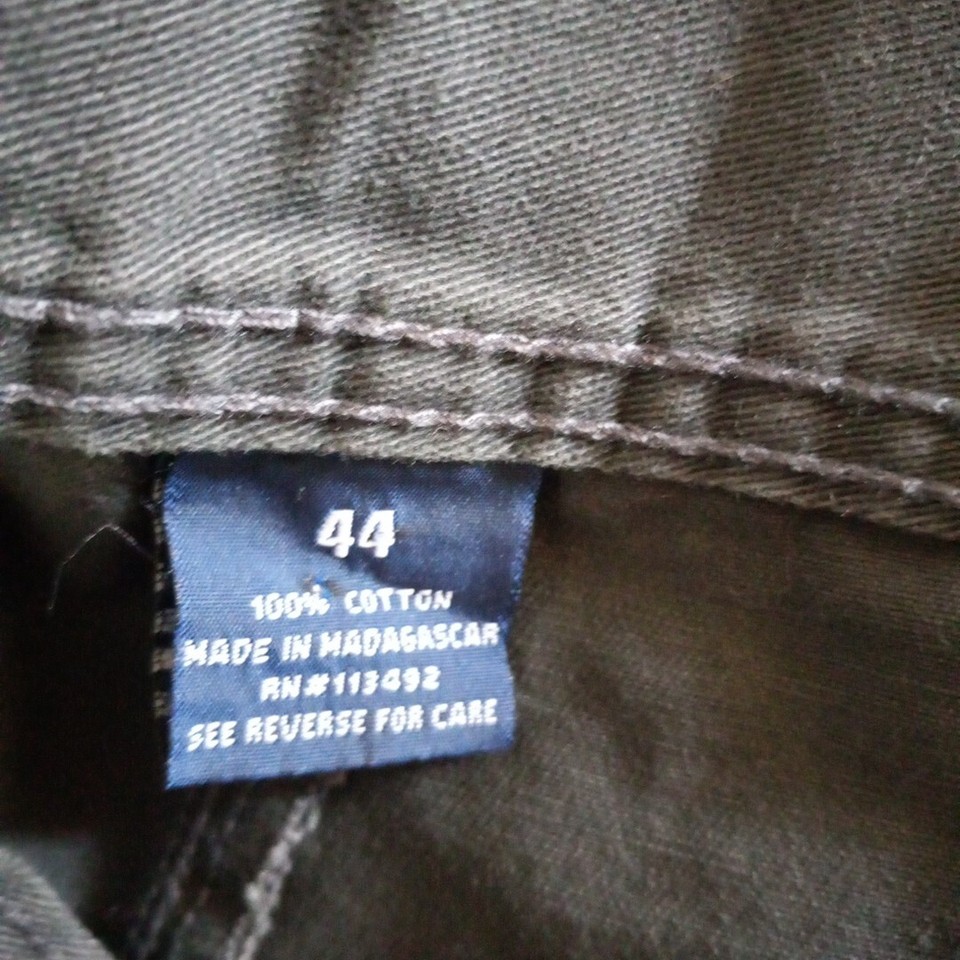 44
100% COTTON
MADE IN MADAGASCAR
RN#113492
SEE REVERSE FOR CARE